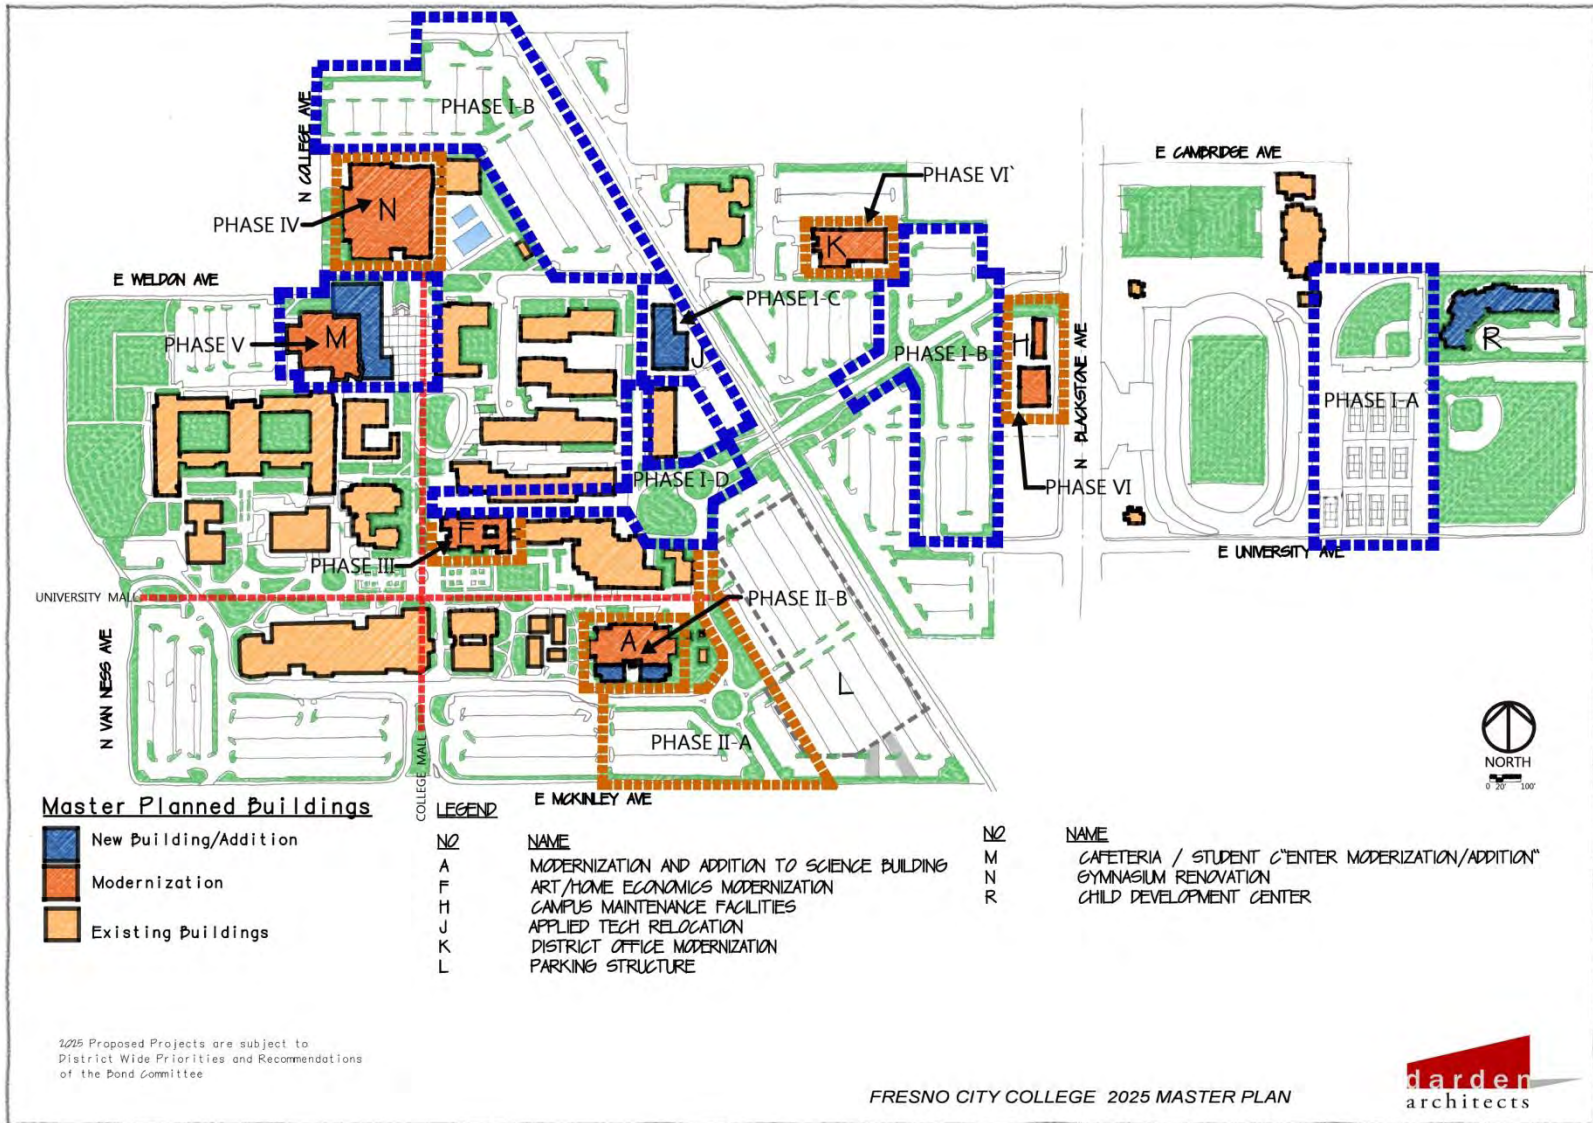 PHASE I-B
N COLLEGE AVE
E CAMBRIDGE AVE
PHASE VI`
PHASE IV
N
K
E WELDON AVE
PHASE I-C
PHASE V
M
J
PHASE I-B
H
R
PHASE I-A
N BLACKSTONE AVE
PHASE I-D
PHASE VI
F
PHASE III
E UNIVERSITY AVE
UNIVERSITY MALL
PHASE II-B
A
L
N VAN NESS AVE
PHASE II-A
COLLEGE MALL
E MCKINLEY AVE
NORTH
0 20' 100'
Master Planned Buildings
New Building/Addition
Modernization
Existing Buildings
LEGEND
NO NAME
A MODERNIZATION AND ADDITION TO SCIENCE BUILDING
F ART/HOME ECONOMICS MODERNIZATION
H CAMPUS MAINTENANCE FACILITIES
J APPLIED TECH RELOCATION
K DISTRICT OFFICE MODERNIZATION
L PARKING STRUCTURE
NO NAME
M CAFETERIA / STUDENT C"ENTER MODERIZATION/ADDITION"
N GYMNASIUM RENOVATION
R CHILD DEVELOPMENT CENTER
2025 Proposed Projects are subject to
District Wide Priorities and Recommendations
of the Bond Committee
FRESNO CITY COLLEGE 2025 MASTER PLAN
darden
architects